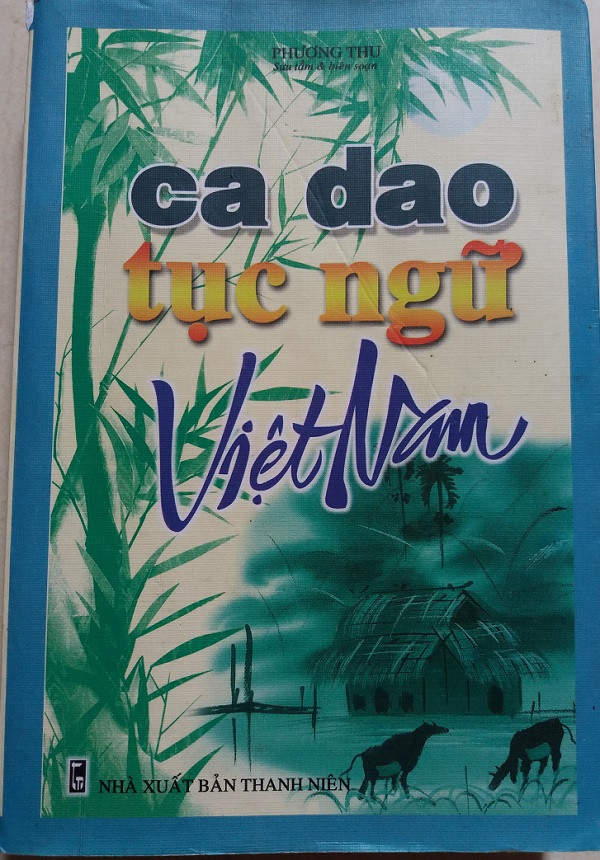 PHƯƠNG THU
Sưu tầm & biên soạn
ca dao
tục ngữ
Việt Nam
NHÀ XUẤT BẢN THANH NIÊN